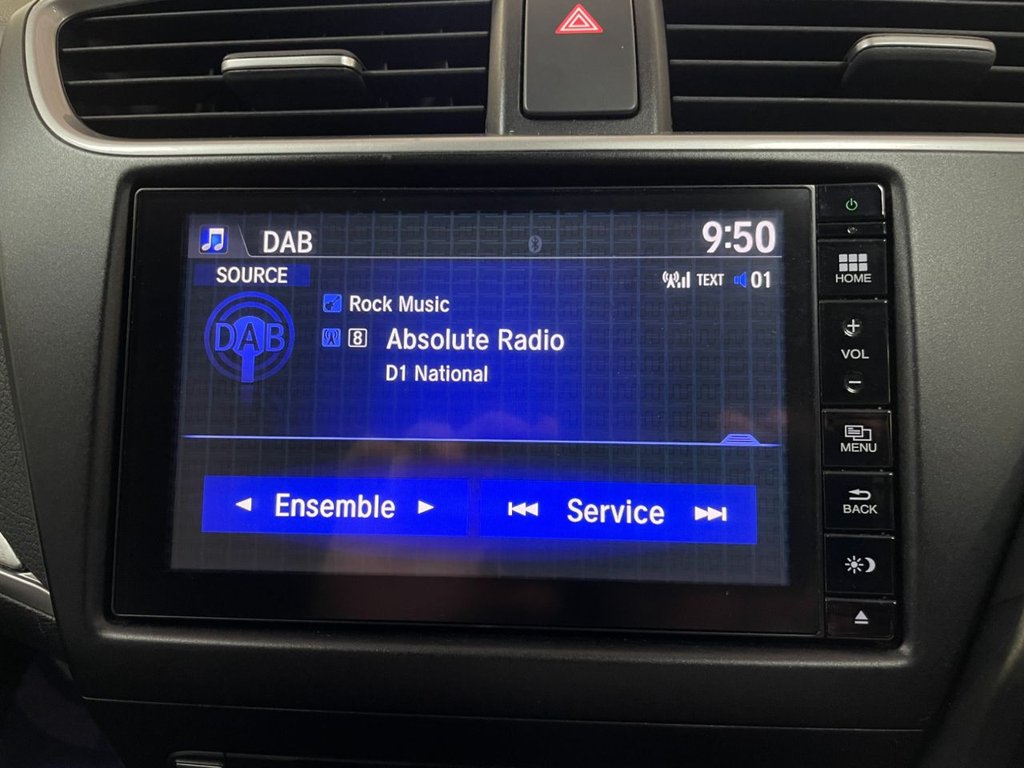 DAB 9:50
SOURCE TEXT 01
DAB
Rock Music
8 Absolute Radio
D1 National
Ensemble Service
HOME
+
VOL
−
MENU
BACK